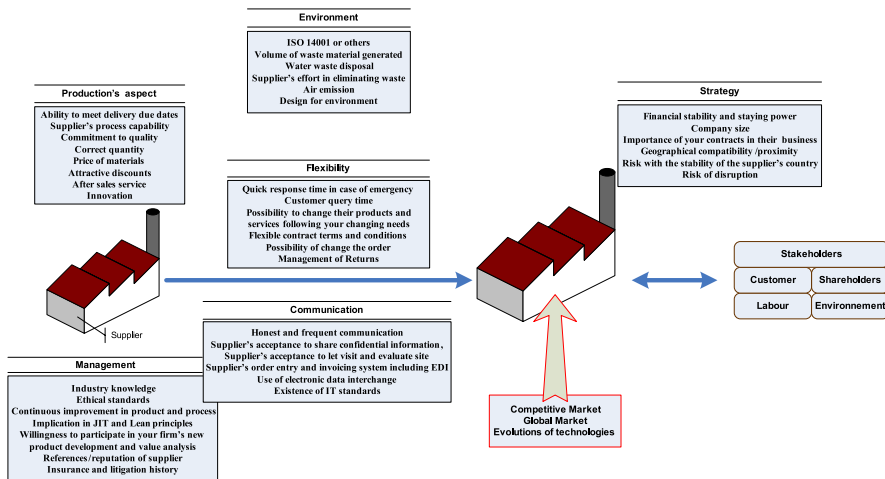 Environment
ISO 14001 or others
Volume of waste material generated
Water waste disposal
Supplier's effort in eliminating waste
Air emission
Design for environment
Production's aspect
Ability to meet delivery due dates
Supplier's process capability
Commitment to quality
Correct quantity
Price of materials
Attractive discounts
After sales service
Innovation
Strategy
Financial stability and staying power
Company size
Importance of your contracts in their business
Geographical compatibility /proximity
Risk with the stability of the supplier's country
Risk of disruption
Flexibility
Quick response time in case of emergency
Customer query time
Possibility to change their products and
services following your changing needs
Flexible contract terms and conditions
Possibility of change the order
Management of Returns
Stakeholders
Customer
Shareholders
Labour
Environnement
Supplier
Communication
Honest and frequent communication
Supplier's acceptance to share confidential information,
Supplier's acceptance to let visit and evaluate site
Supplier's order entry and invoicing system including EDI
Use of electronic data interchange
Existence of IT standards
Management
Industry knowledge
Ethical standards
Continuous improvement in product and process
Implication in JIT and Lean principles
Willingness to participate in your firm's new
product development and value analysis
References/reputation of supplier
Insurance and litigation history
Competitive Market
Global Market
Evolutions of technologies